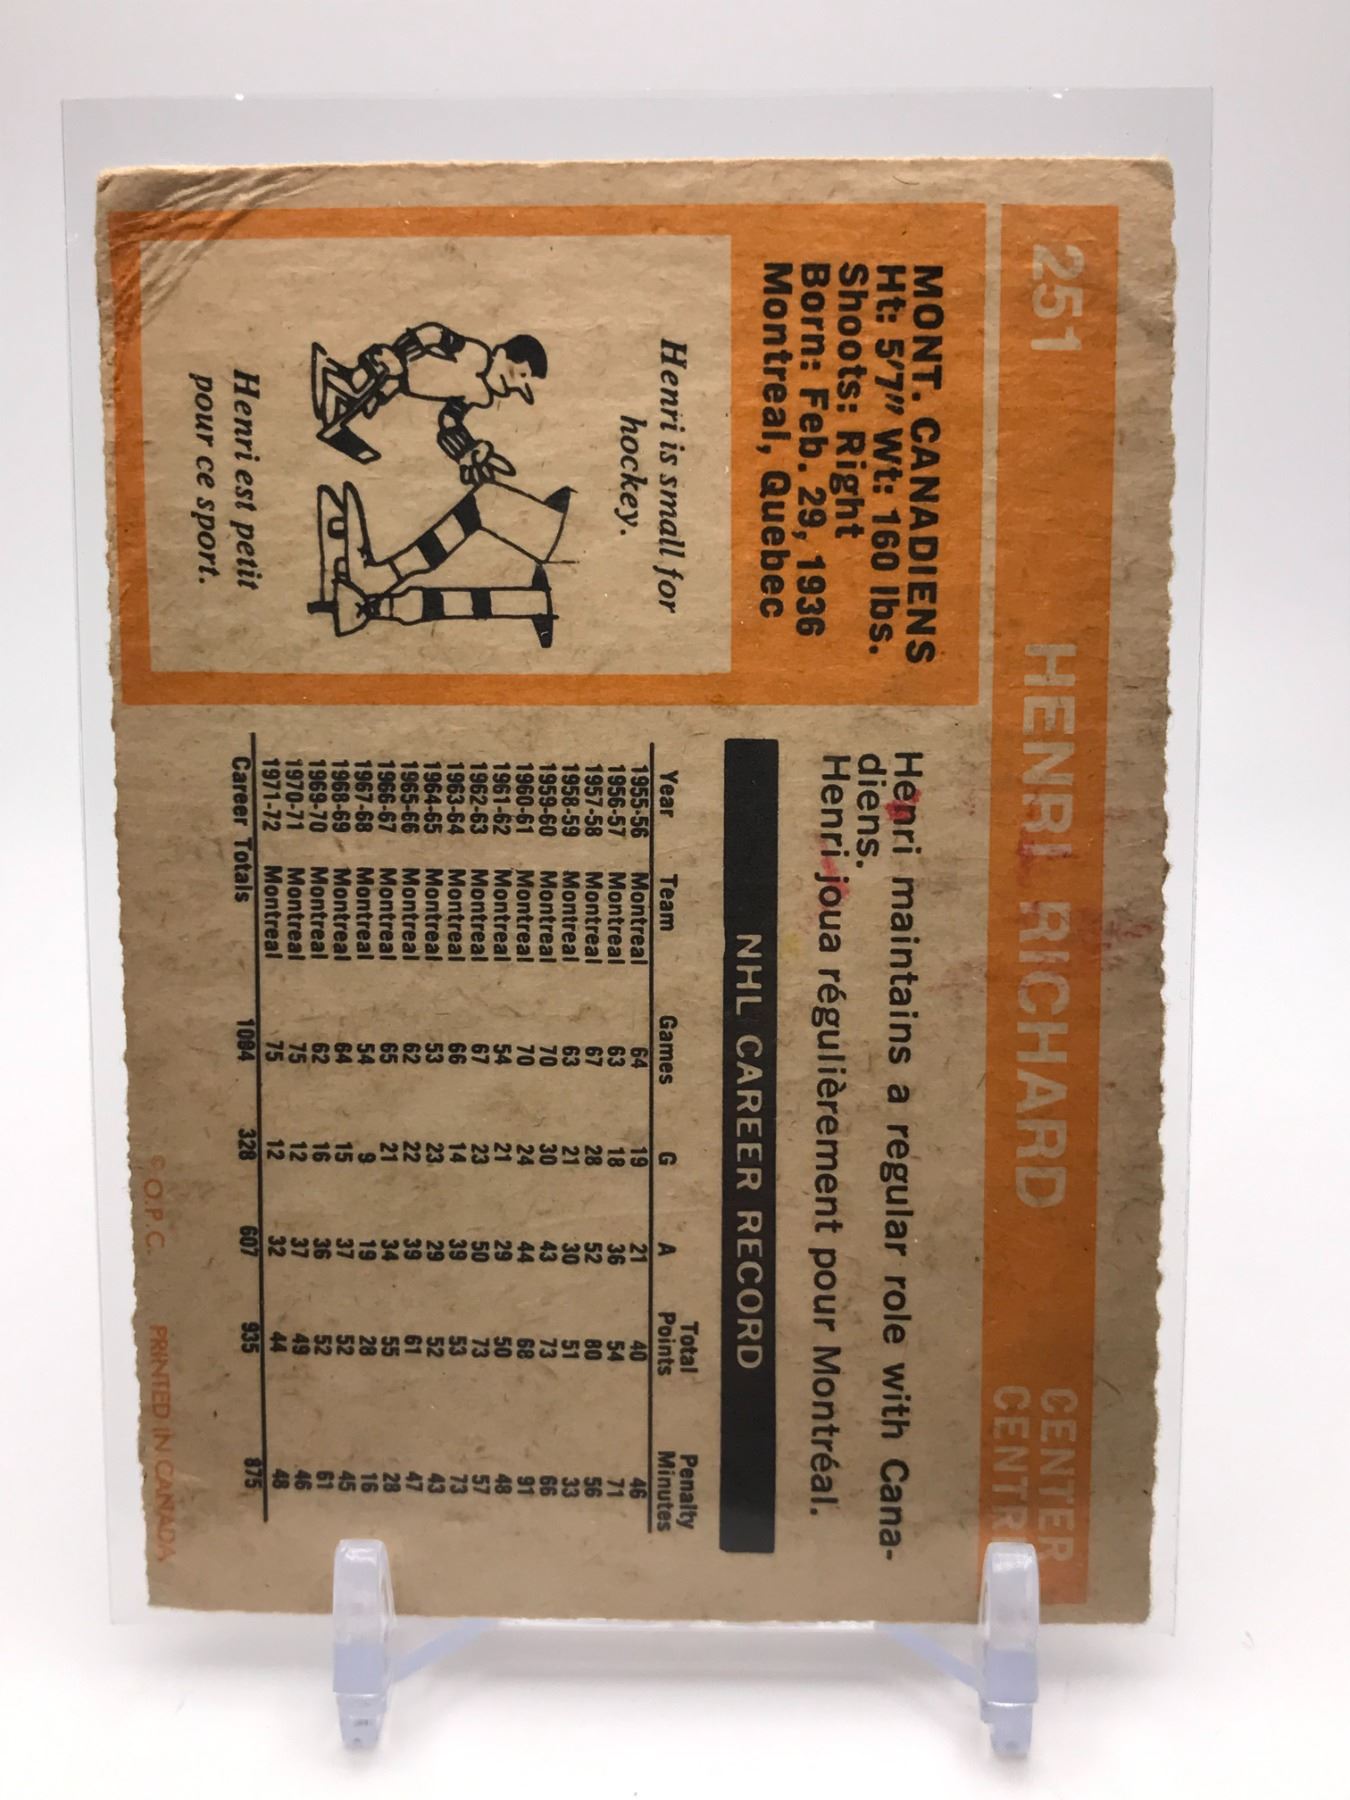 251 HENRI RICHARD CENTER
CENTRE
MONT. CANADIENS
Ht: 5'7" Wt: 160 lbs.
Shoots: Right
Born: Feb. 29, 1936
Montreal, Quebec
Henri is small for
hockey.
Henri est petit
pour ce sport.
Henri maintains a regular role with Cana-
diens.
Henri joua régulièrement pour Montréal.
NHL CAREER RECORD
Year Team Games G A Total Points Penalty Minutes
1955-56 Montreal 64 19 21 40 46
1956-57 Montreal 63 18 36 54 71
1957-58 Montreal 67 28 52 80 56
1958-59 Montreal 63 21 30 51 33
1959-60 Montreal 70 30 43 73 66
1960-61 Montreal 70 24 44 68 91
1961-62 Montreal 54 21 29 50 48
1962-63 Montreal 67 23 50 73 57
1963-64 Montreal 66 14 39 53 73
1964-65 Montreal 53 23 29 52 43
1965-66 Montreal 62 22 39 61 47
1966-67 Montreal 65 21 34 55 28
1967-68 Montreal 54 9 19 28 16
1968-69 Montreal 64 15 37 52 45
1969-70 Montreal 62 16 36 52 61
1970-71 Montreal 75 12 37 49 46
1971-72 Montreal 75 12 32 44 48
Career Totals 1094 328 607 935 875
© O.P.C. PRINTED IN CANADA